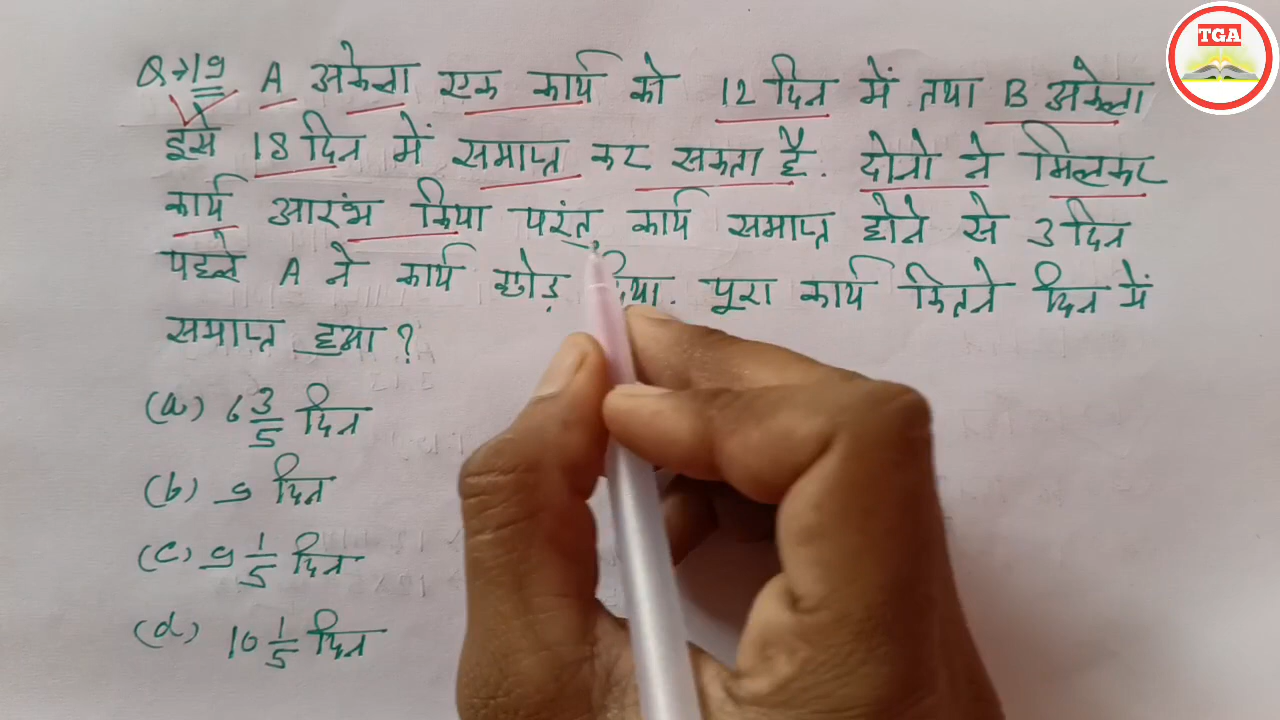 TGA
Q→19 A अकेला एक कार्य को 12 दिन में तथा B अकेला
इसे 18 दिन में समाप्त कर सकता है. दोनो ने मिलकर
कार्य आरंभ किया परंतु कार्य समाप्त होने से 3 दिन
पहले A ने कार्य छोड़ दिया. पूरा कार्य कितने दिन में
समाप्त हुआ ?
(a) 6 3/5 दिन
(b) 9 दिन
(c) 9 1/5 दिन
(d) 10 1/5 दिन